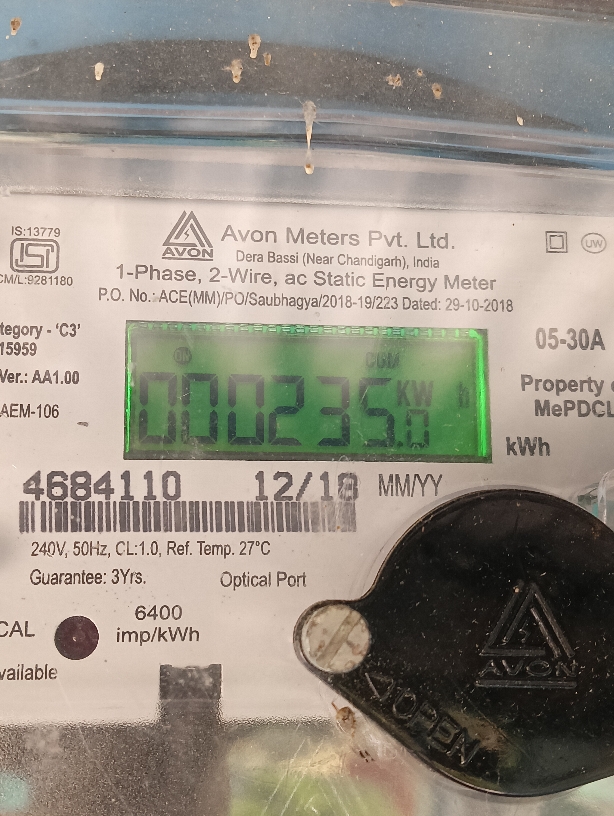 IS:13779
ISI
CM/L:9281180
AVON
Avon Meters Pvt. Ltd.
Dera Bassi (Near Chandigarh), India
UW
1-Phase, 2-Wire, ac Static Energy Meter
P.O. No.: ACE(MM)/PO/Saubhagya/2018-19/223 Dated: 29-10-2018
tegory - 'C3'
15959
Ver.: AA1.00
AEM-106
CUM
000235.0 KW h
05-30A
Property
MePDCL
kWh
4684110 12/18 MM/YY
240V, 50Hz, CL:1.0, Ref. Temp. 27°C
Guarantee: 3Yrs. Optical Port
CAL
6400
imp/kWh
vailable
AVON
OPEN